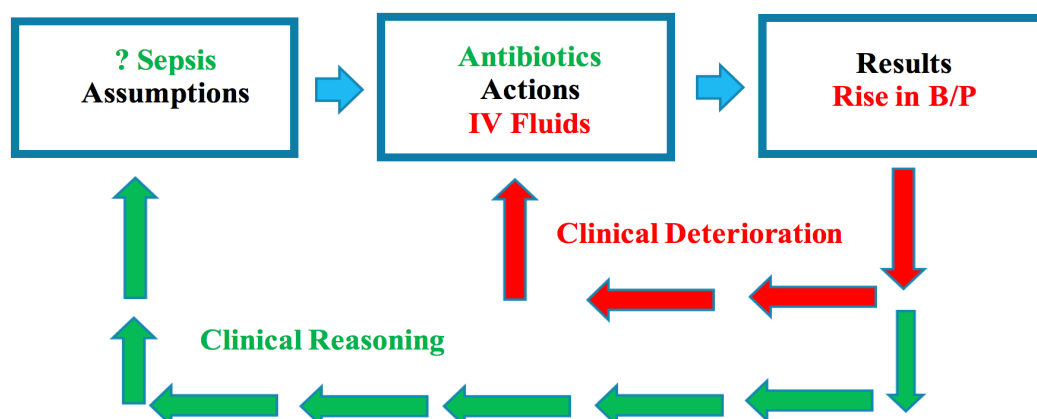 ? Sepsis
Assumptions
Antibiotics
Actions
IV Fluids
Results
Rise in B/P
Clinical Deterioration
Clinical Reasoning